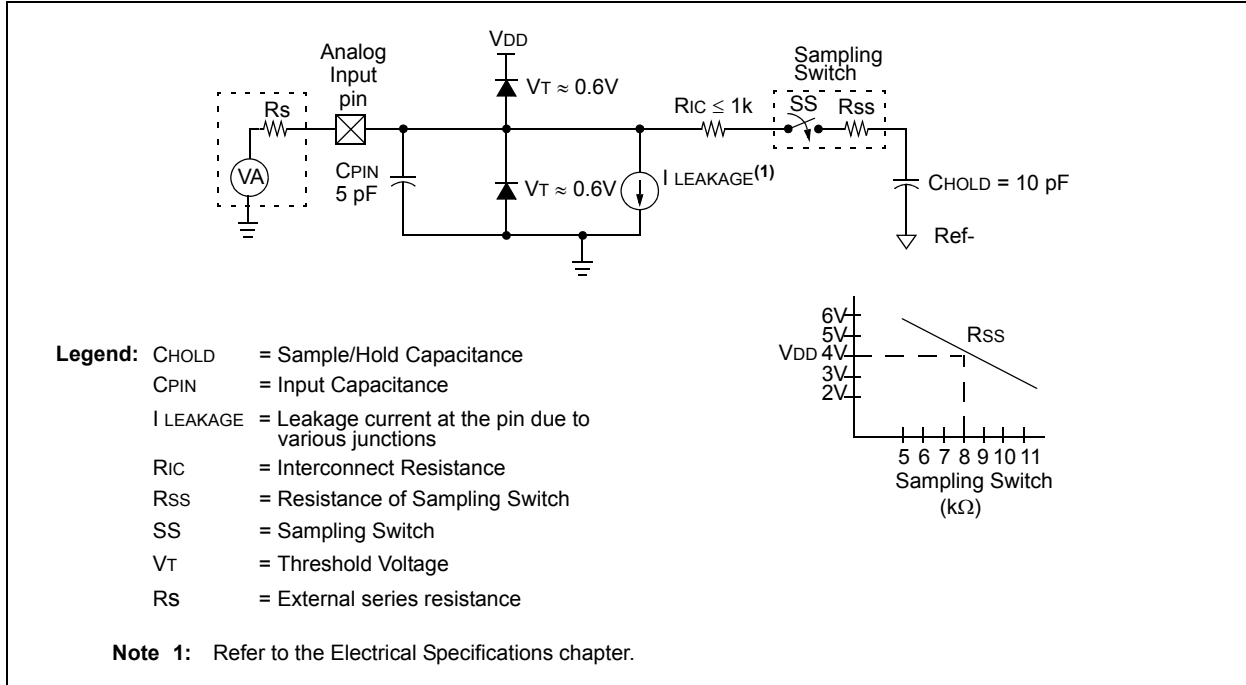 VDD
Analog
Input
pin
Sampling
Switch
VT ≈ 0.6V
RIC ≤ 1k
SS
Rss
Rs
VA
CPIN
5 pF
VT ≈ 0.6V
I LEAKAGE(1)
CHOLD = 10 pF
Ref-
6V
5V
VDD 4V
3V
2V
RSS
5 6 7 8 9 10 11
Sampling Switch
(kΩ)
Legend: CHOLD = Sample/Hold Capacitance
CPIN = Input Capacitance
I LEAKAGE = Leakage current at the pin due to
various junctions
RIC = Interconnect Resistance
RSS = Resistance of Sampling Switch
SS = Sampling Switch
VT = Threshold Voltage
Rs = External series resistance
Note 1: Refer to the Electrical Specifications chapter.